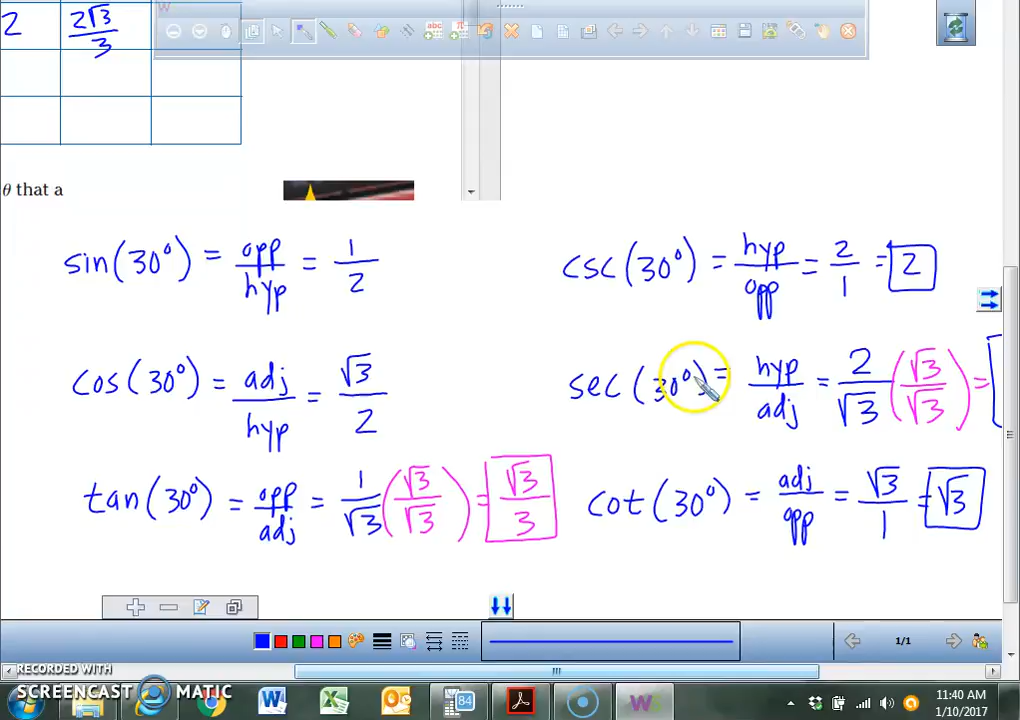 2 2√3/3
θ that a
sin(30°) = opp/hyp = 1/2
csc(30°) = hyp/opp = 2/1 = 2
cos(30°) = adj/hyp = √3/2
sec(30°) = hyp/adj = 2/√3 (√3/√3) =
tan(30°) = opp/adj = 1/√3 (√3/√3) = √3/3
cot(30°) = adj/opp = √3/1 = √3
1/1
RECORDED WITH
SCREENCAST MATIC
84
11:40 AM
1/10/2017